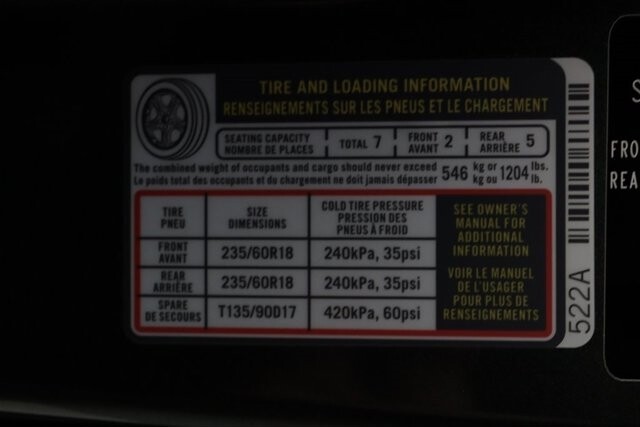 TIRE AND LOADING INFORMATION
RENSEIGNEMENTS SUR LES PNEUS ET LE CHARGEMENT
SEATING CAPACITY TOTAL 7 FRONT 2 REAR 5
NOMBRE DE PLACES AVANT ARRIÈRE
The combined weight of occupants and cargo should never exceed 546 kg or 1204 lbs.
Le poids total des occupants et du chargement ne doit jamais dépasser kg ou lb.
TIRE SIZE COLD TIRE PRESSURE
PNEU DIMENSIONS PRESSION DES
PNEUS À FROID
FRONT 235/60R18 240kPa, 35psi
AVANT
REAR 235/60R18 240kPa, 35psi
ARRIÈRE
SPARE T135/90D17 420kPa, 60psi
DE SECOURS
SEE OWNER'S
MANUAL FOR
ADDITIONAL
INFORMATION
VOIR LE MANUEL
DE L'USAGER
POUR PLUS DE
RENSEIGNEMENTS
522A
S
FRO
REA